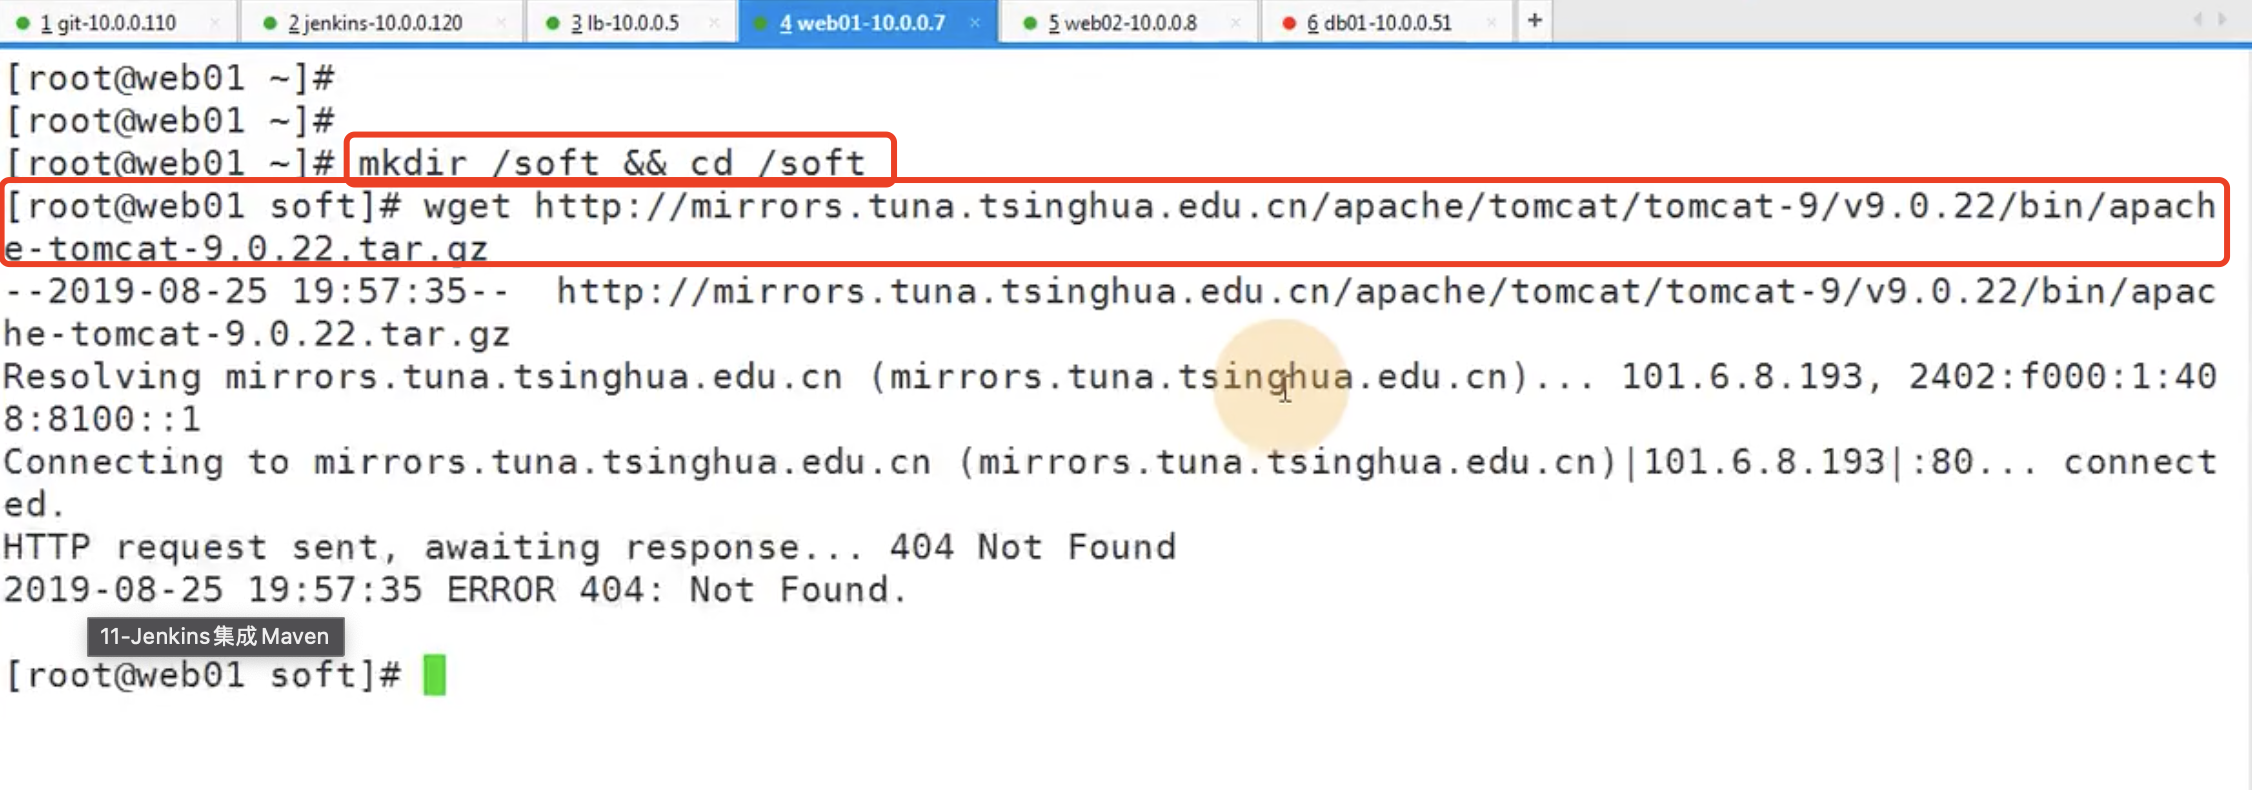 1 git-10.0.0.110 × 2 jenkins-10.0.0.120 × 3 lb-10.0.0.5 × 4 web01-10.0.0.7 × 5 web02-10.0.0.8 × 6 db01-10.0.0.51 × +
[root@web01 ~]#
[root@web01 ~]#
[root@web01 ~]# mkdir /soft && cd /soft
[root@web01 soft]# wget http://mirrors.tuna.tsinghua.edu.cn/apache/tomcat/tomcat-9/v9.0.22/bin/apach
e-tomcat-9.0.22.tar.gz
--2019-08-25 19:57:35--  http://mirrors.tuna.tsinghua.edu.cn/apache/tomcat/tomcat-9/v9.0.22/bin/apac
he-tomcat-9.0.22.tar.gz
Resolving mirrors.tuna.tsinghua.edu.cn (mirrors.tuna.tsinghua.edu.cn)... 101.6.8.193, 2402:f000:1:40
8:8100::1
Connecting to mirrors.tuna.tsinghua.edu.cn (mirrors.tuna.tsinghua.edu.cn)|101.6.8.193|:80... connect
ed.
HTTP request sent, awaiting response... 404 Not Found
2019-08-25 19:57:35 ERROR 404: Not Found.
11-Jenkins集成Maven
[root@web01 soft]#